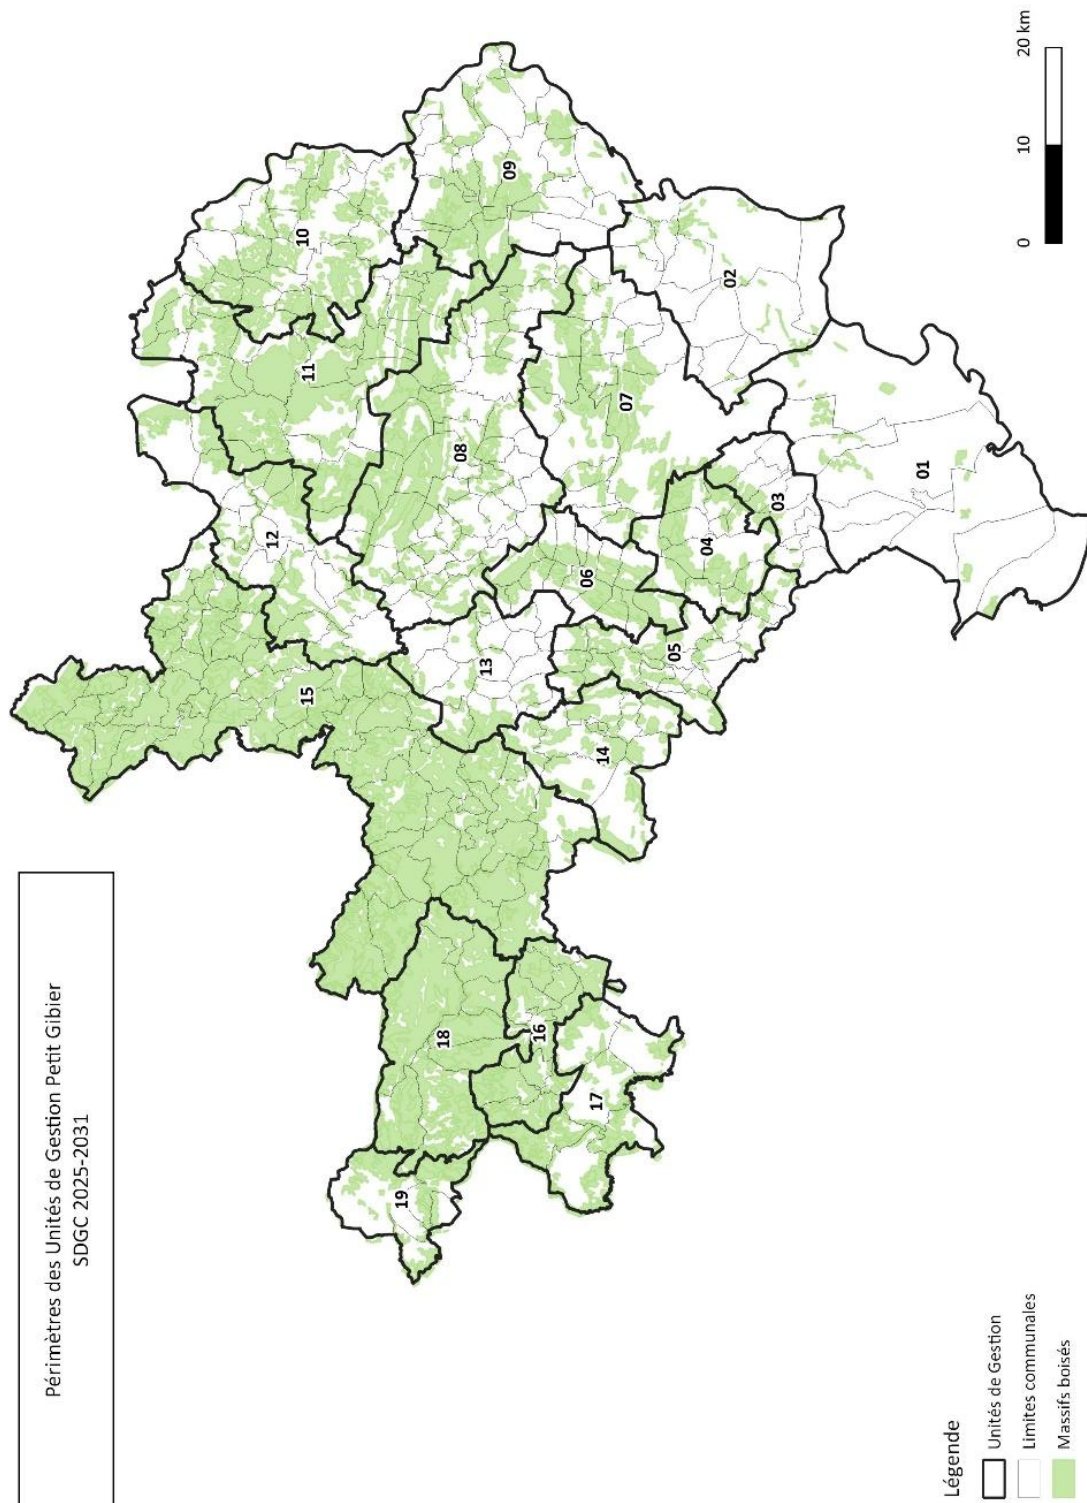 Périmètres des Unités de Gestion Petit Gibier
SDGC 2025-2031
19
18
17
16
15
14
13
12
11
10
09
08
07
06
05
04
03
02
01
Légende
Unités de Gestion
Limites communales
Massifs boisés
0 10 20 km